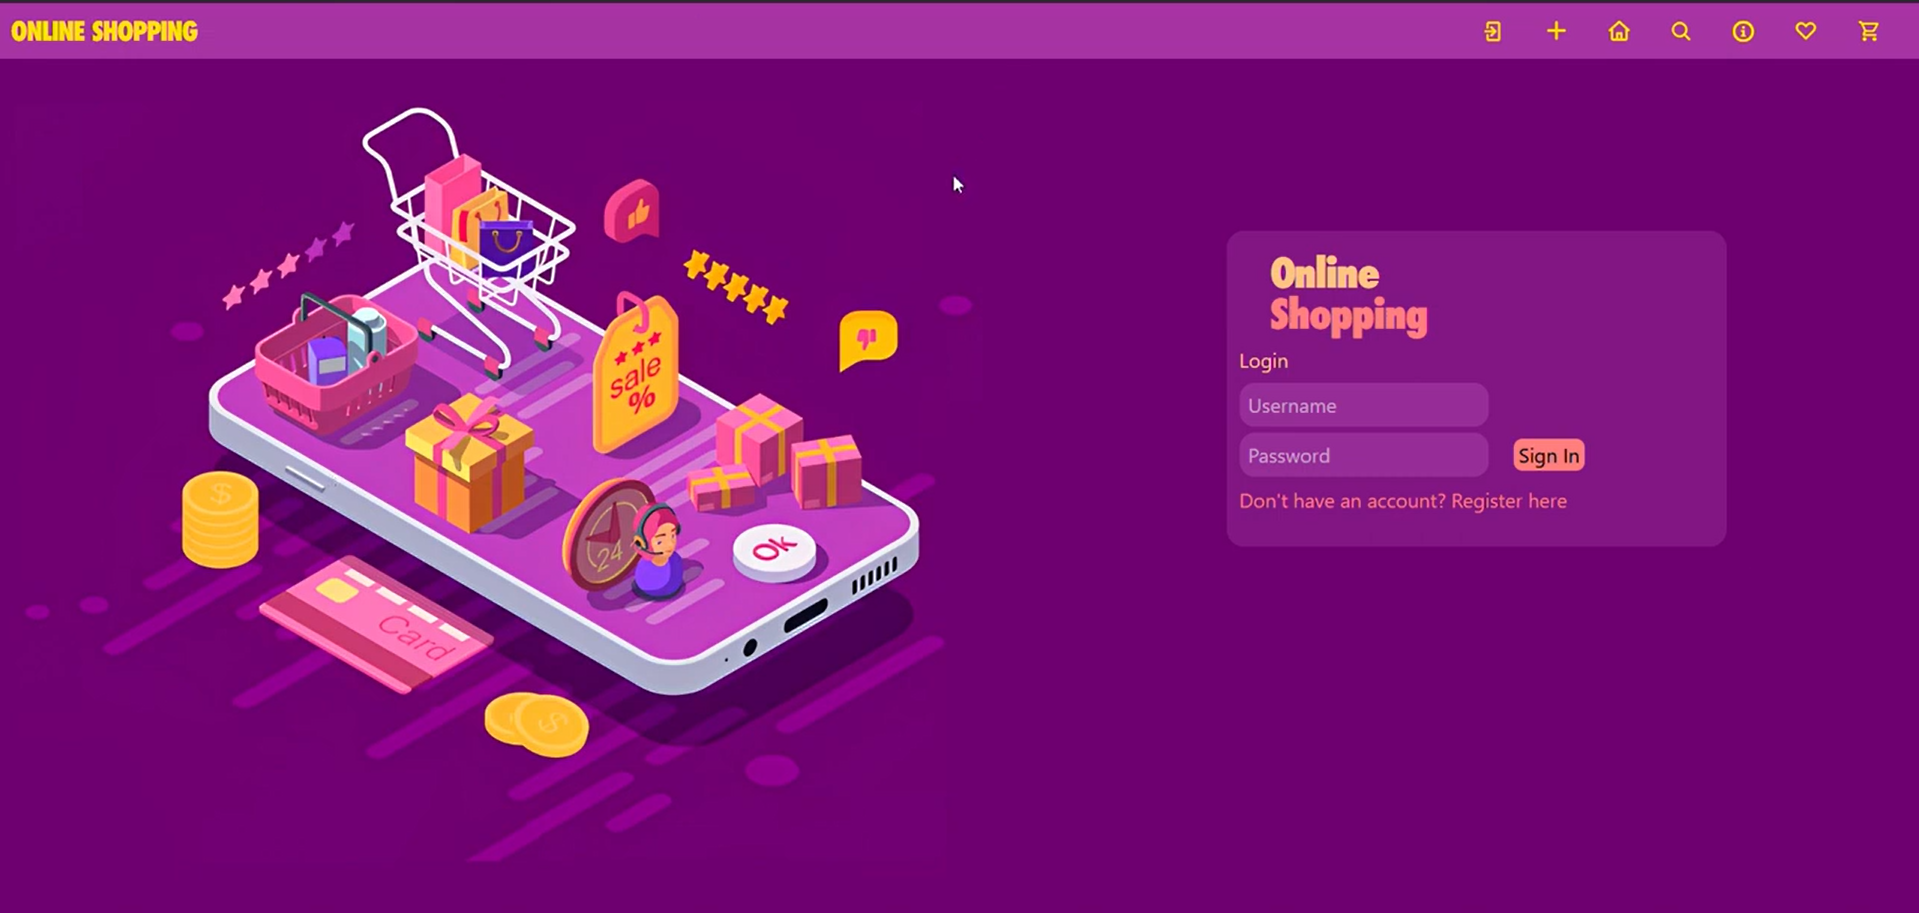 ONLINE SHOPPING
sale
%
24
Ok
Card
$
$
Online
Shopping
Login
Username
Password
Sign In
Don't have an account? Register here